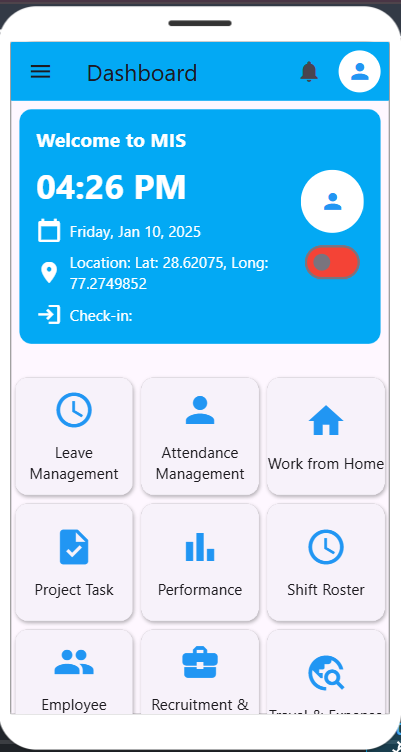 Dashboard
Welcome to MIS
04:26 PM
Friday, Jan 10, 2025
Location: Lat: 28.62075, Long:
77.2749852
Check-in:
Leave
Management
Attendance
Management
Work from Home
Project Task
Performance
Shift Roster
Employee
Recruitment &
Travel & Expense